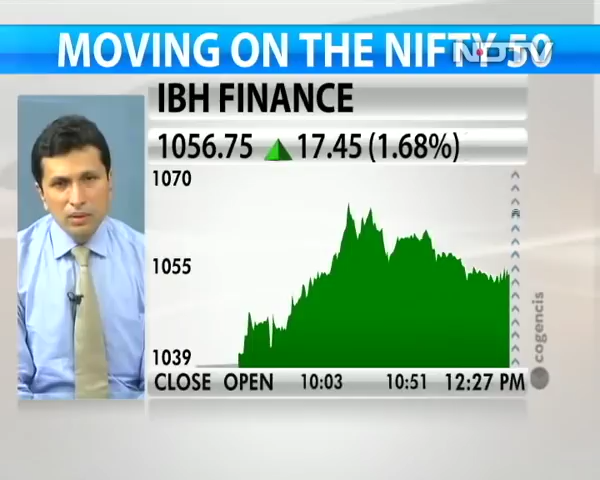 MOVING ON THE NIFTY 50
NDTV
IBH FINANCE
1056.75 17.45 (1.68%)
1070
1055
1039
CLOSE OPEN 10:03 10:51 12:27 PM
cogencis